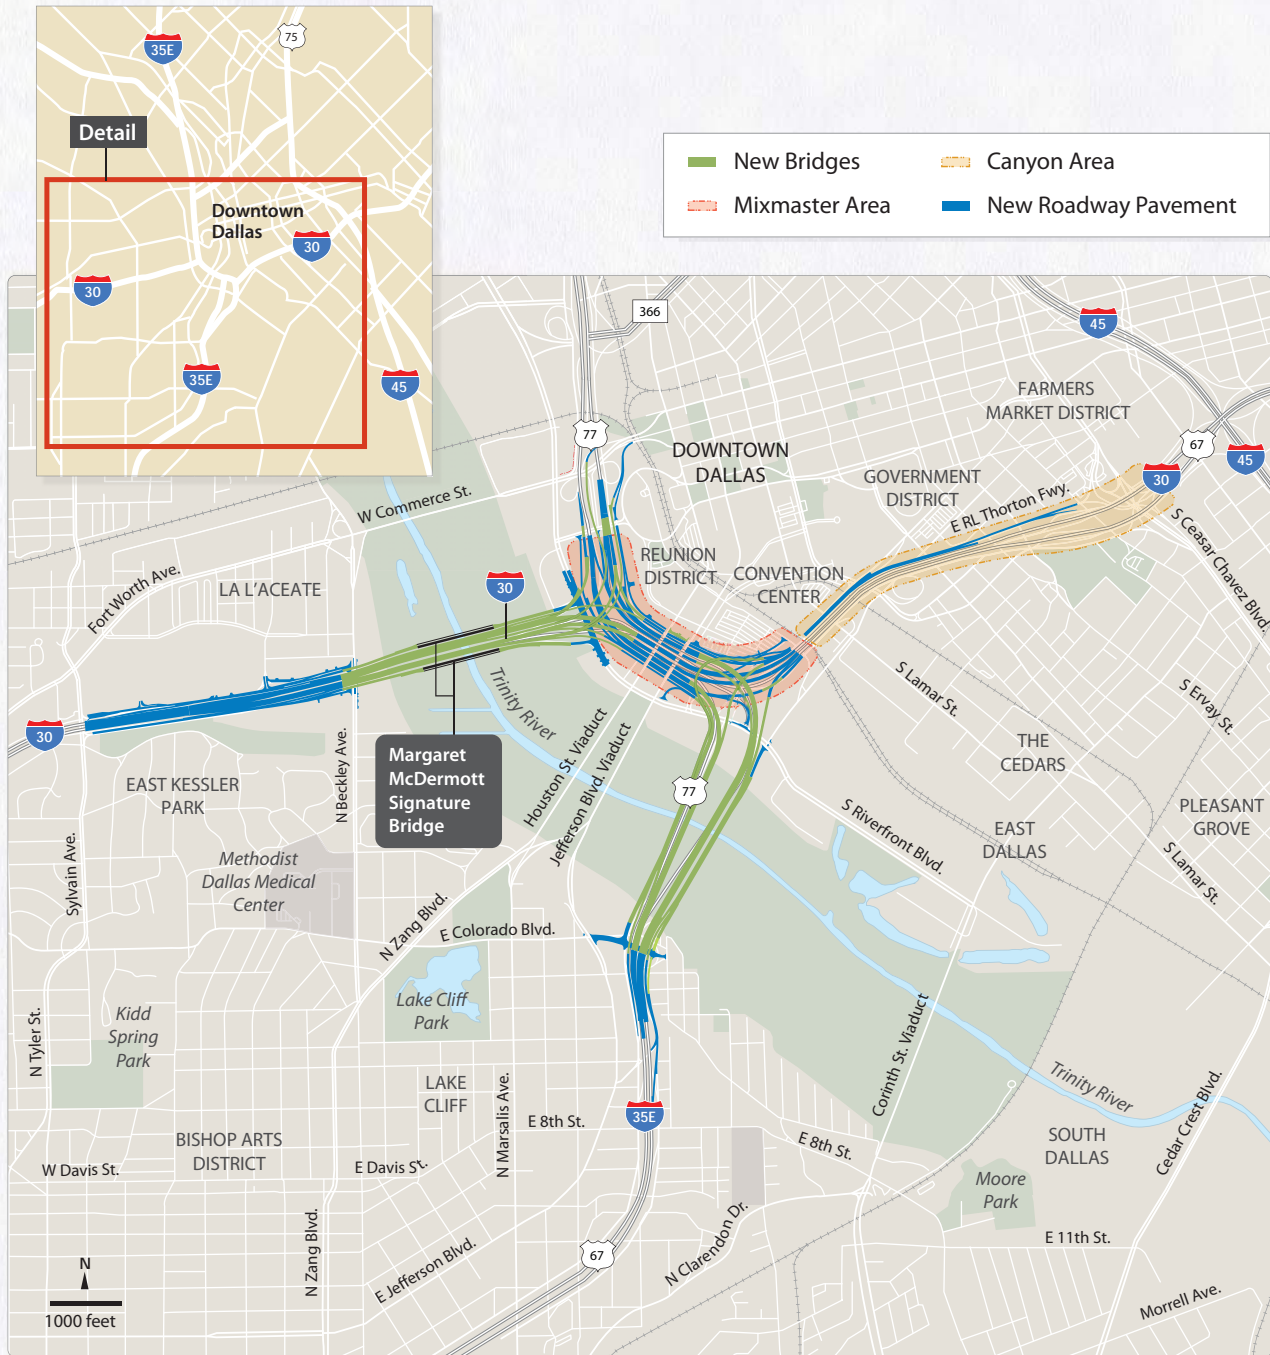 35E
75
Detail
Downtown
Dallas
30
30
35E
45
New Bridges
Canyon Area
Mixmaster Area
New Roadway Pavement
366
45
FARMERS
MARKET DISTRICT
77
67
DOWNTOWN
DALLAS
45
GOVERNMENT
DISTRICT
30
W Commerce St.
E RL Thorton Fwy.
S Ceasar Chavez Blvd.
REUNION
DISTRICT
CONVENTION
CENTER
Fort Worth Ave.
LA L'ACEATE
30
Trinity River
S Lamar St.
S Ervay St.
30
N Beckley Ave.
Margaret
McDermott
Signature
Bridge
Houston St. Viaduct
Jefferson Blvd. Viaduct
THE
CEDARS
EAST KESSLER
PARK
77
PLEASANT
GROVE
S Riverfront Blvd.
EAST
DALLAS
Sylvain Ave.
Methodist
Dallas Medical
Center
S Lamar St.
N Zang Blvd.
E Colorado Blvd.
Lake Cliff
Park
Kidd
Spring
Park
N Tyler St.
Corinth St. Viaduct
Trinity River
LAKE
CLIFF
N Marsalis Ave.
35E
E 8th St.
E 8th St.
Cedar Crest Blvd.
BISHOP ARTS
DISTRICT
SOUTH
DALLAS
W Davis St.
E Davis St.
Moore
Park
N Zang Blvd.
N Clarendon Dr.
E 11th St.
67
E Jefferson Blvd.
N
1000 feet
Morrell Ave.